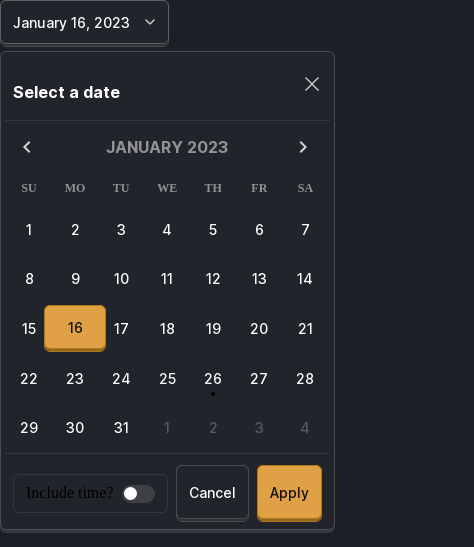 January 16, 2023
Select a date
JANUARY 2023
SU MO TU WE TH FR SA
1 2 3 4 5 6 7
8 9 10 11 12 13 14
15 16 17 18 19 20 21
22 23 24 25 26 27 28
29 30 31 1 2 3 4
Include time? Cancel Apply